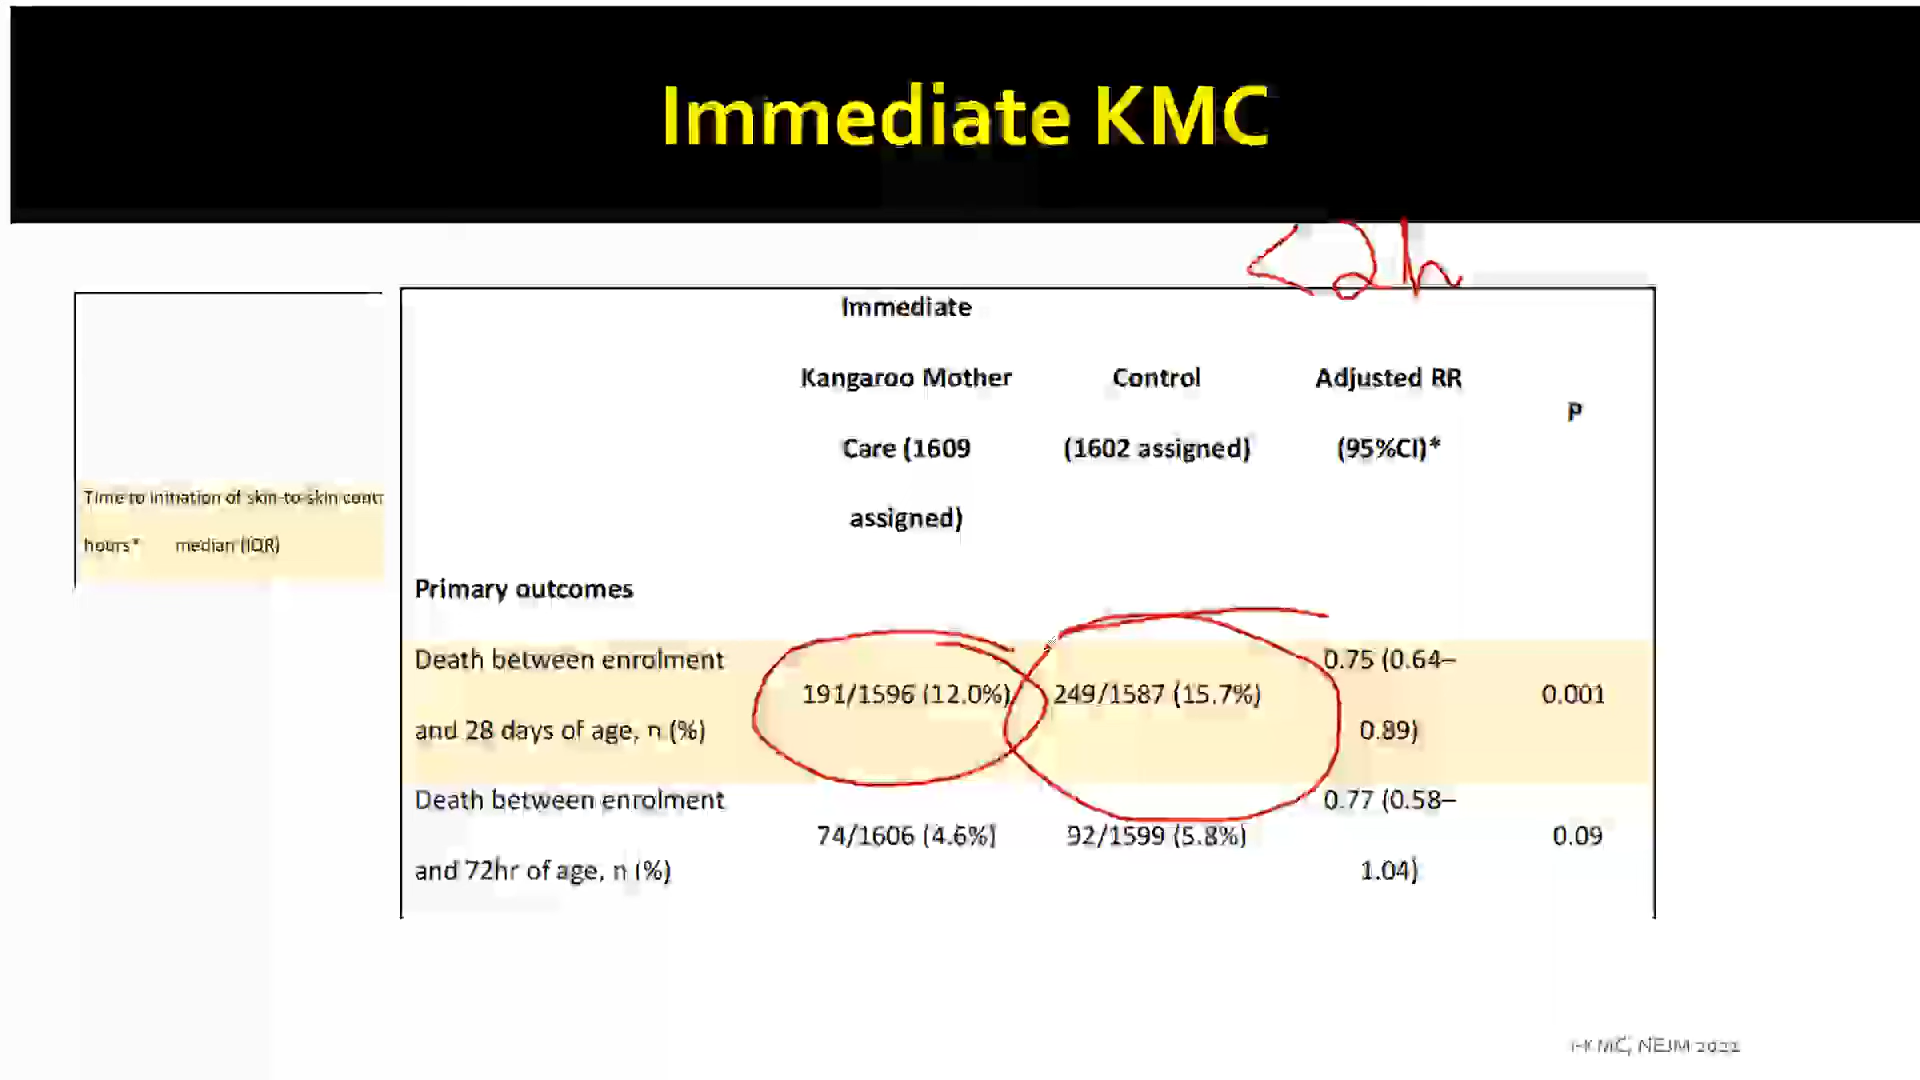 Immediate KMC
<2h
Time to initiation of skin-to-skin cont
hours* median (IQR)
Immediate
Kangaroo Mother Control Adjusted RR
P
Care (1609 (1602 assigned) (95%CI)*
assigned)
Primary outcomes
Death between enrolment 0.75 (0.64–
191/1596 (12.0%) 249/1587 (15.7%) 0.001
and 28 days of age, n (%) 0.89)
Death between enrolment 0.77 (0.58–
74/1606 (4.6%) 92/1599 (5.8%) 0.09
and 72hr of age, n (%) 1.04)
NEJM